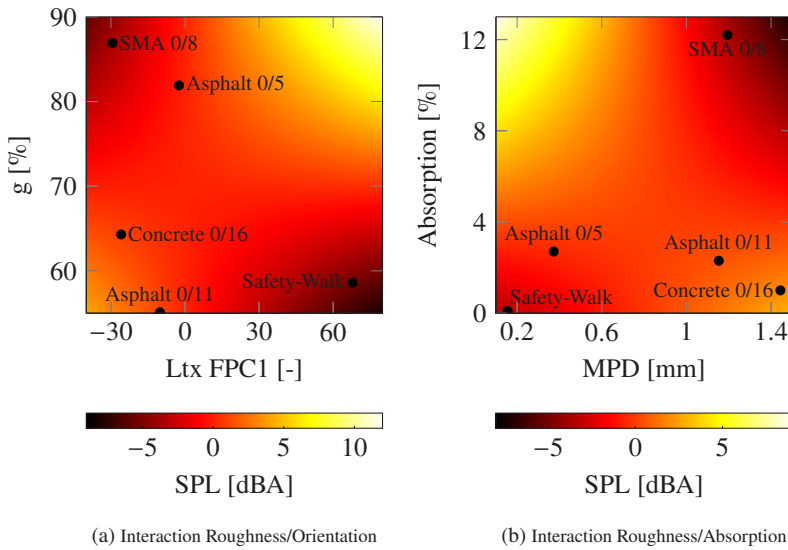 90
80
70
60
g [%]
SMA 0/8
Asphalt 0/5
Concrete 0/16
Safety-Walk
Asphalt 0/11
−30 0 30 60
Ltx FPC1 [-]
−5 0 5 10
SPL [dBA]
(a) Interaction Roughness/Orientation
12
8
4
0
Absorption [%]
SMA 0/8
Asphalt 0/5
Asphalt 0/11
Concrete 0/16
Safety-Walk
0.2 0.6 1 1.4
MPD [mm]
−5 0 5
SPL [dBA]
(b) Interaction Roughness/Absorption